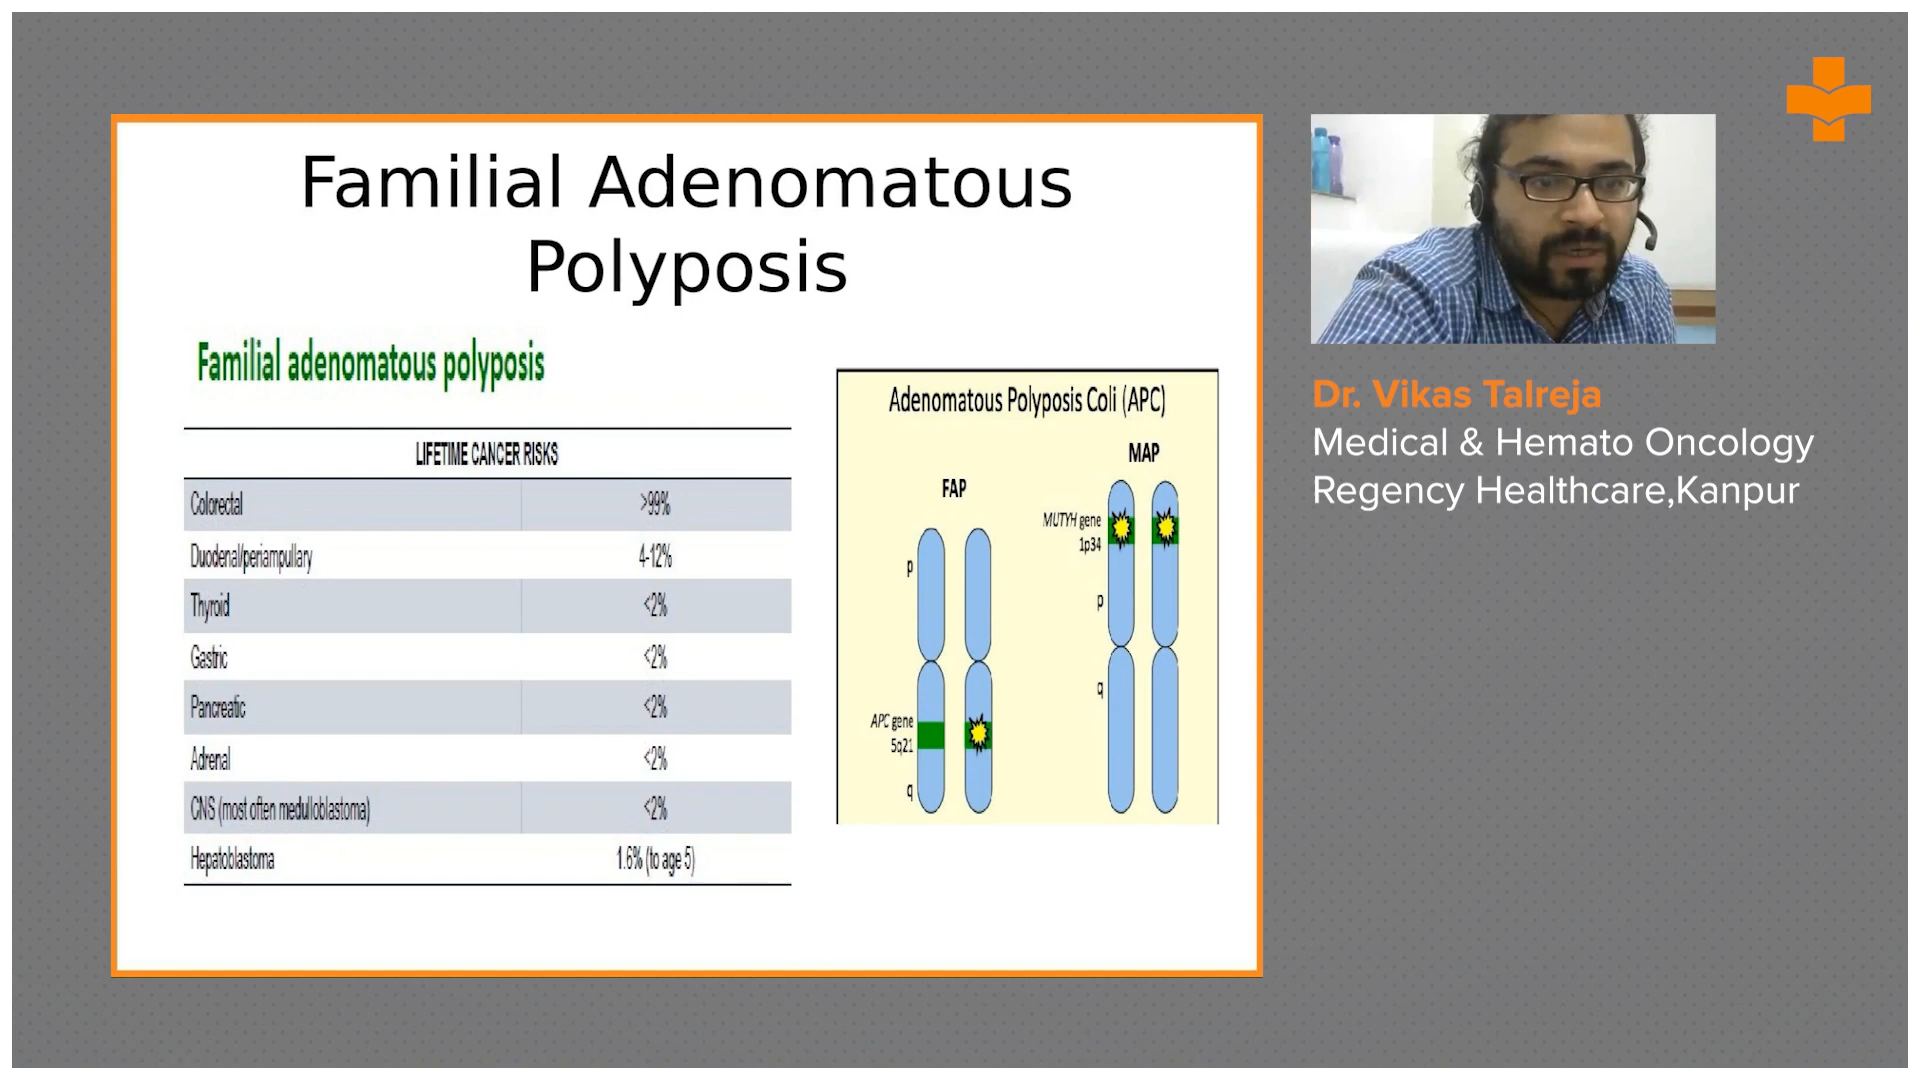 Familial Adenomatous
Polyposis
Familial adenomatous polyposis
LIFETIME CANCER RISKS
Colorectal >99%
Duodenal/periampullary 4-12%
Thyroid <2%
Gastric <2%
Pancreatic <2%
Adrenal <2%
CNS (most often medulloblastoma) <2%
Hepatoblastoma 1.6% (to age 5)
Adenomatous Polyposis Coli (APC)
FAP
p
APC gene
5q21
q
MAP
MUTYH gene
1p34
p
q
Dr. Vikas Talreja
Medical & Hemato Oncology
Regency Healthcare,Kanpur